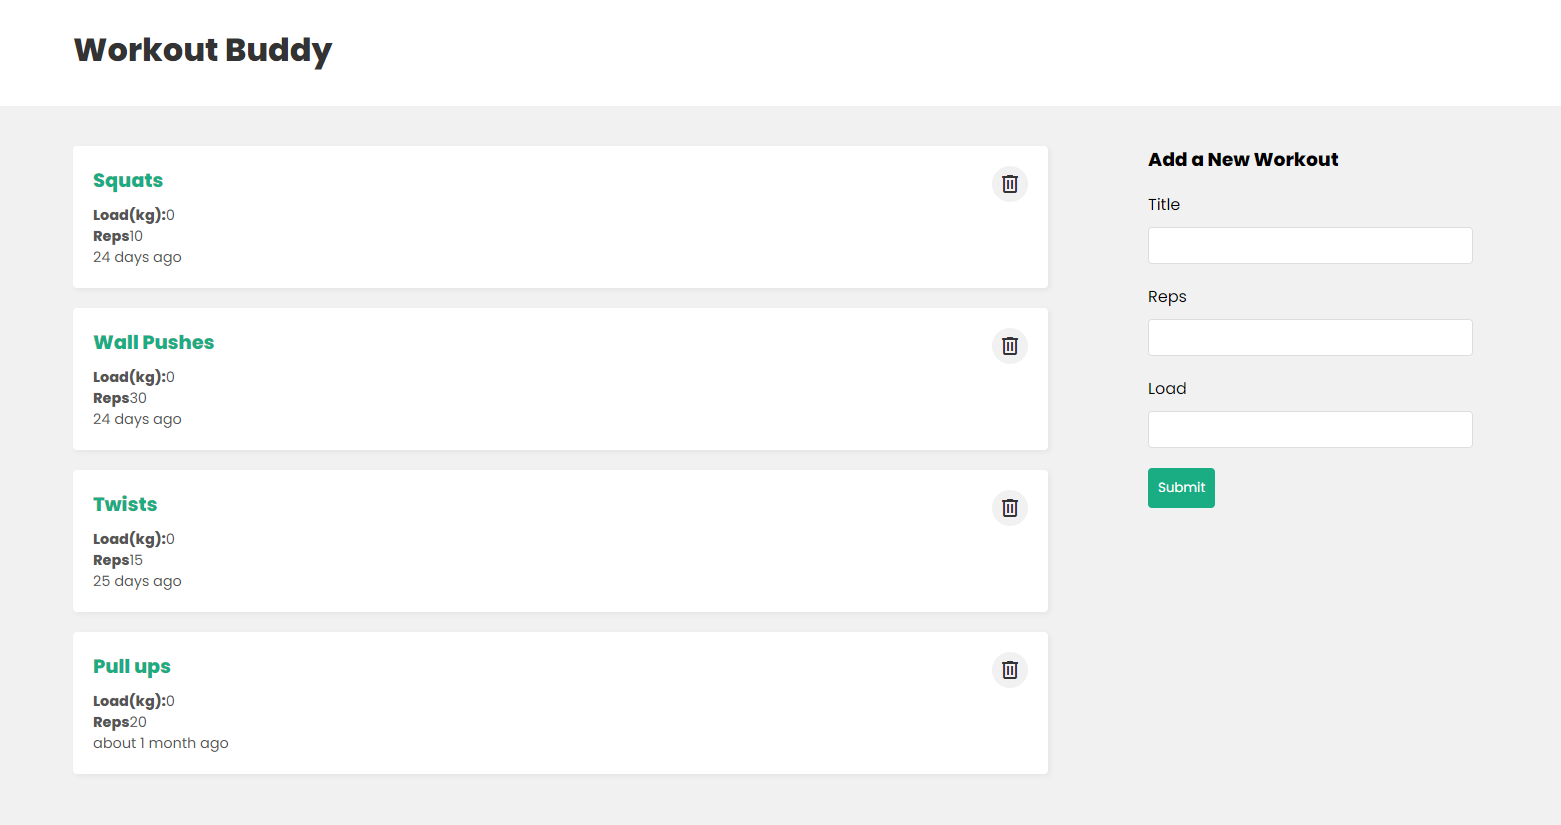 Workout Buddy
Squats
Load(kg):0
Reps10
24 days ago
Wall Pushes
Load(kg):0
Reps30
24 days ago
Twists
Load(kg):0
Reps15
25 days ago
Pull ups
Load(kg):0
Reps20
about 1 month ago
Add a New Workout
Title
Reps
Load
Submit